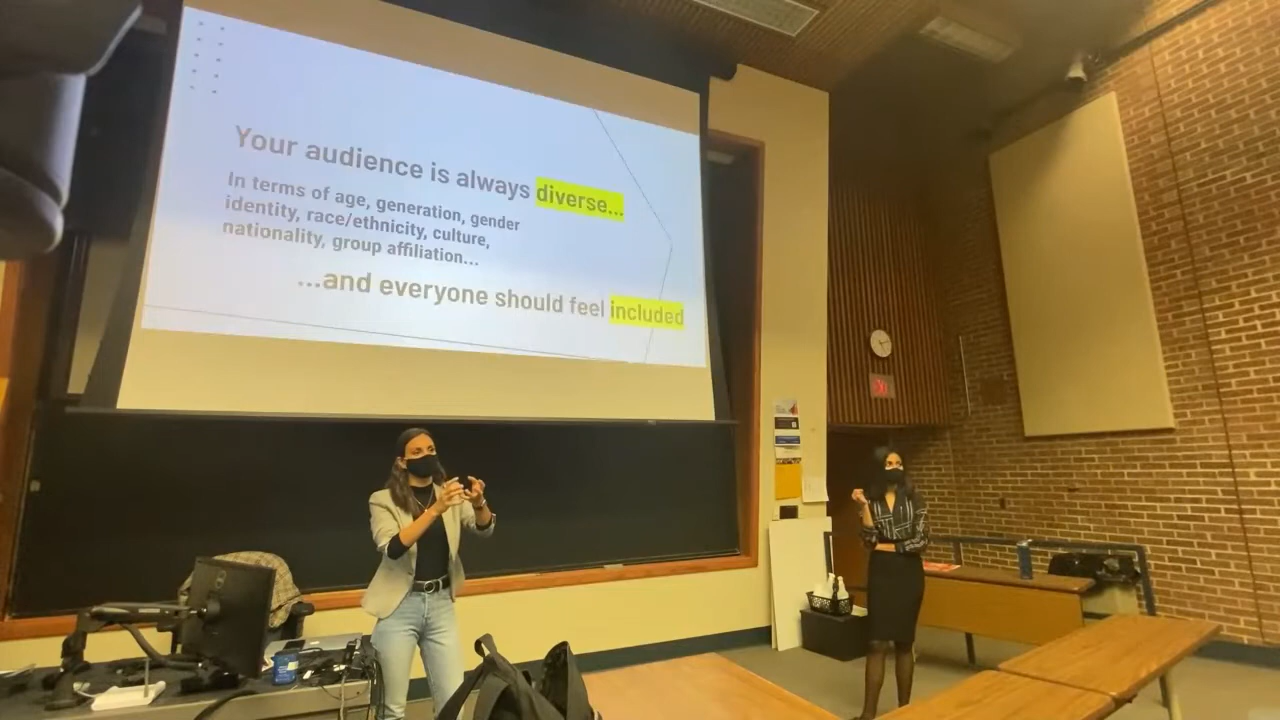 Your audience is always diverse...
In terms of age, generation, gender
identity, race/ethnicity, culture,
nationality, group affiliation...
...and everyone should feel included